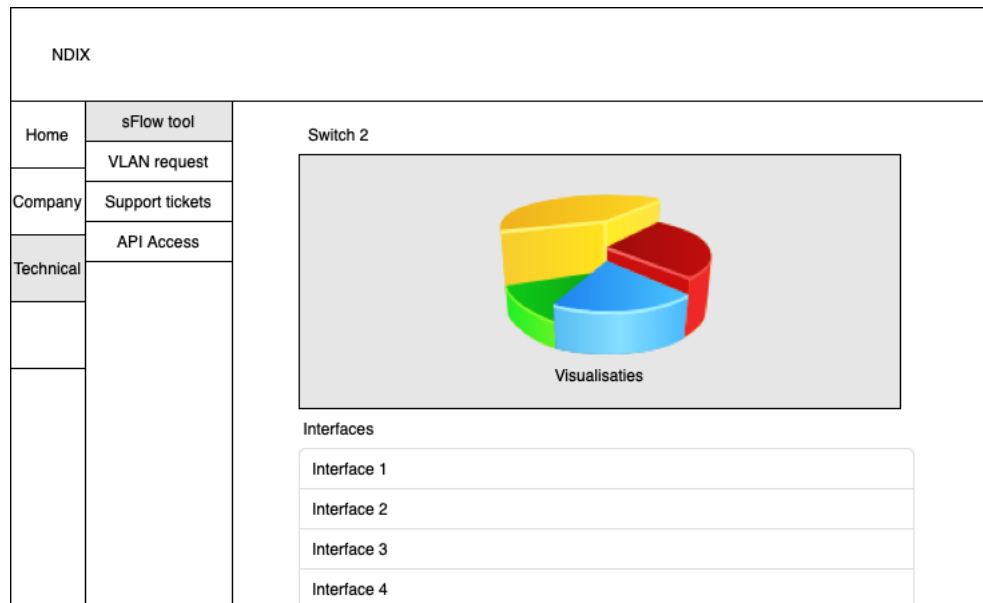 NDIX
Home
Company
Technical
sFlow tool
VLAN request
Support tickets
API Access
Switch 2
Visualisaties
Interfaces
Interface 1
Interface 2
Interface 3
Interface 4